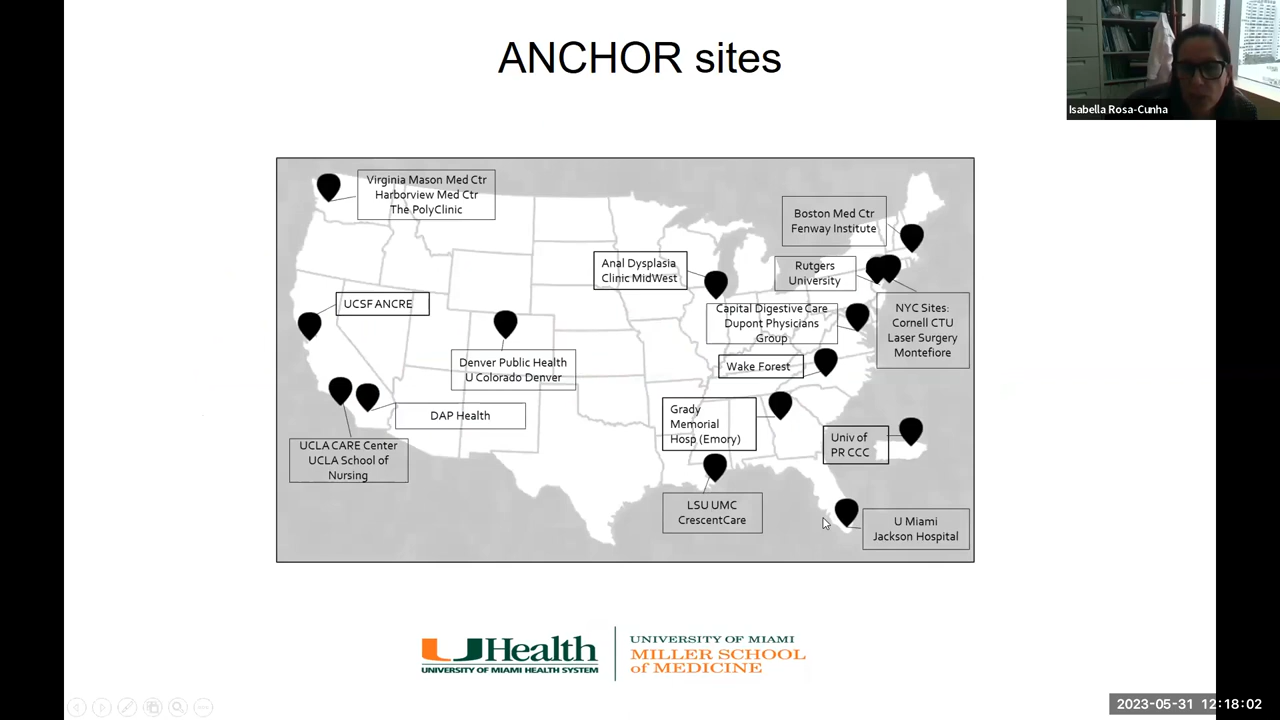 ANCHOR sites
Isabella Rosa-Cunha
Virginia Mason Med Ctr
Harborview Med Ctr
The PolyClinic
Boston Med Ctr
Fenway Institute
Anal Dysplasia
Clinic MidWest
Rutgers
University
UCSF ANCRE
Capital Digestive Care
Dupont Physicians
Group
NYC Sites:
Cornell CTU
Laser Surgery
Montefiore
Denver Public Health
U Colorado Denver
Wake Forest
DAP Health
Grady
Memorial
Hosp (Emory)
Univ of
PR CCC
UCLA CARE Center
UCLA School of
Nursing
LSU UMC
CrescentCare
U Miami
Jackson Hospital
UHealth
UNIVERSITY OF MIAMI HEALTH SYSTEM
UNIVERSITY OF MIAMI
MILLER SCHOOL
of MEDICINE
2023-05-31 12:18:02